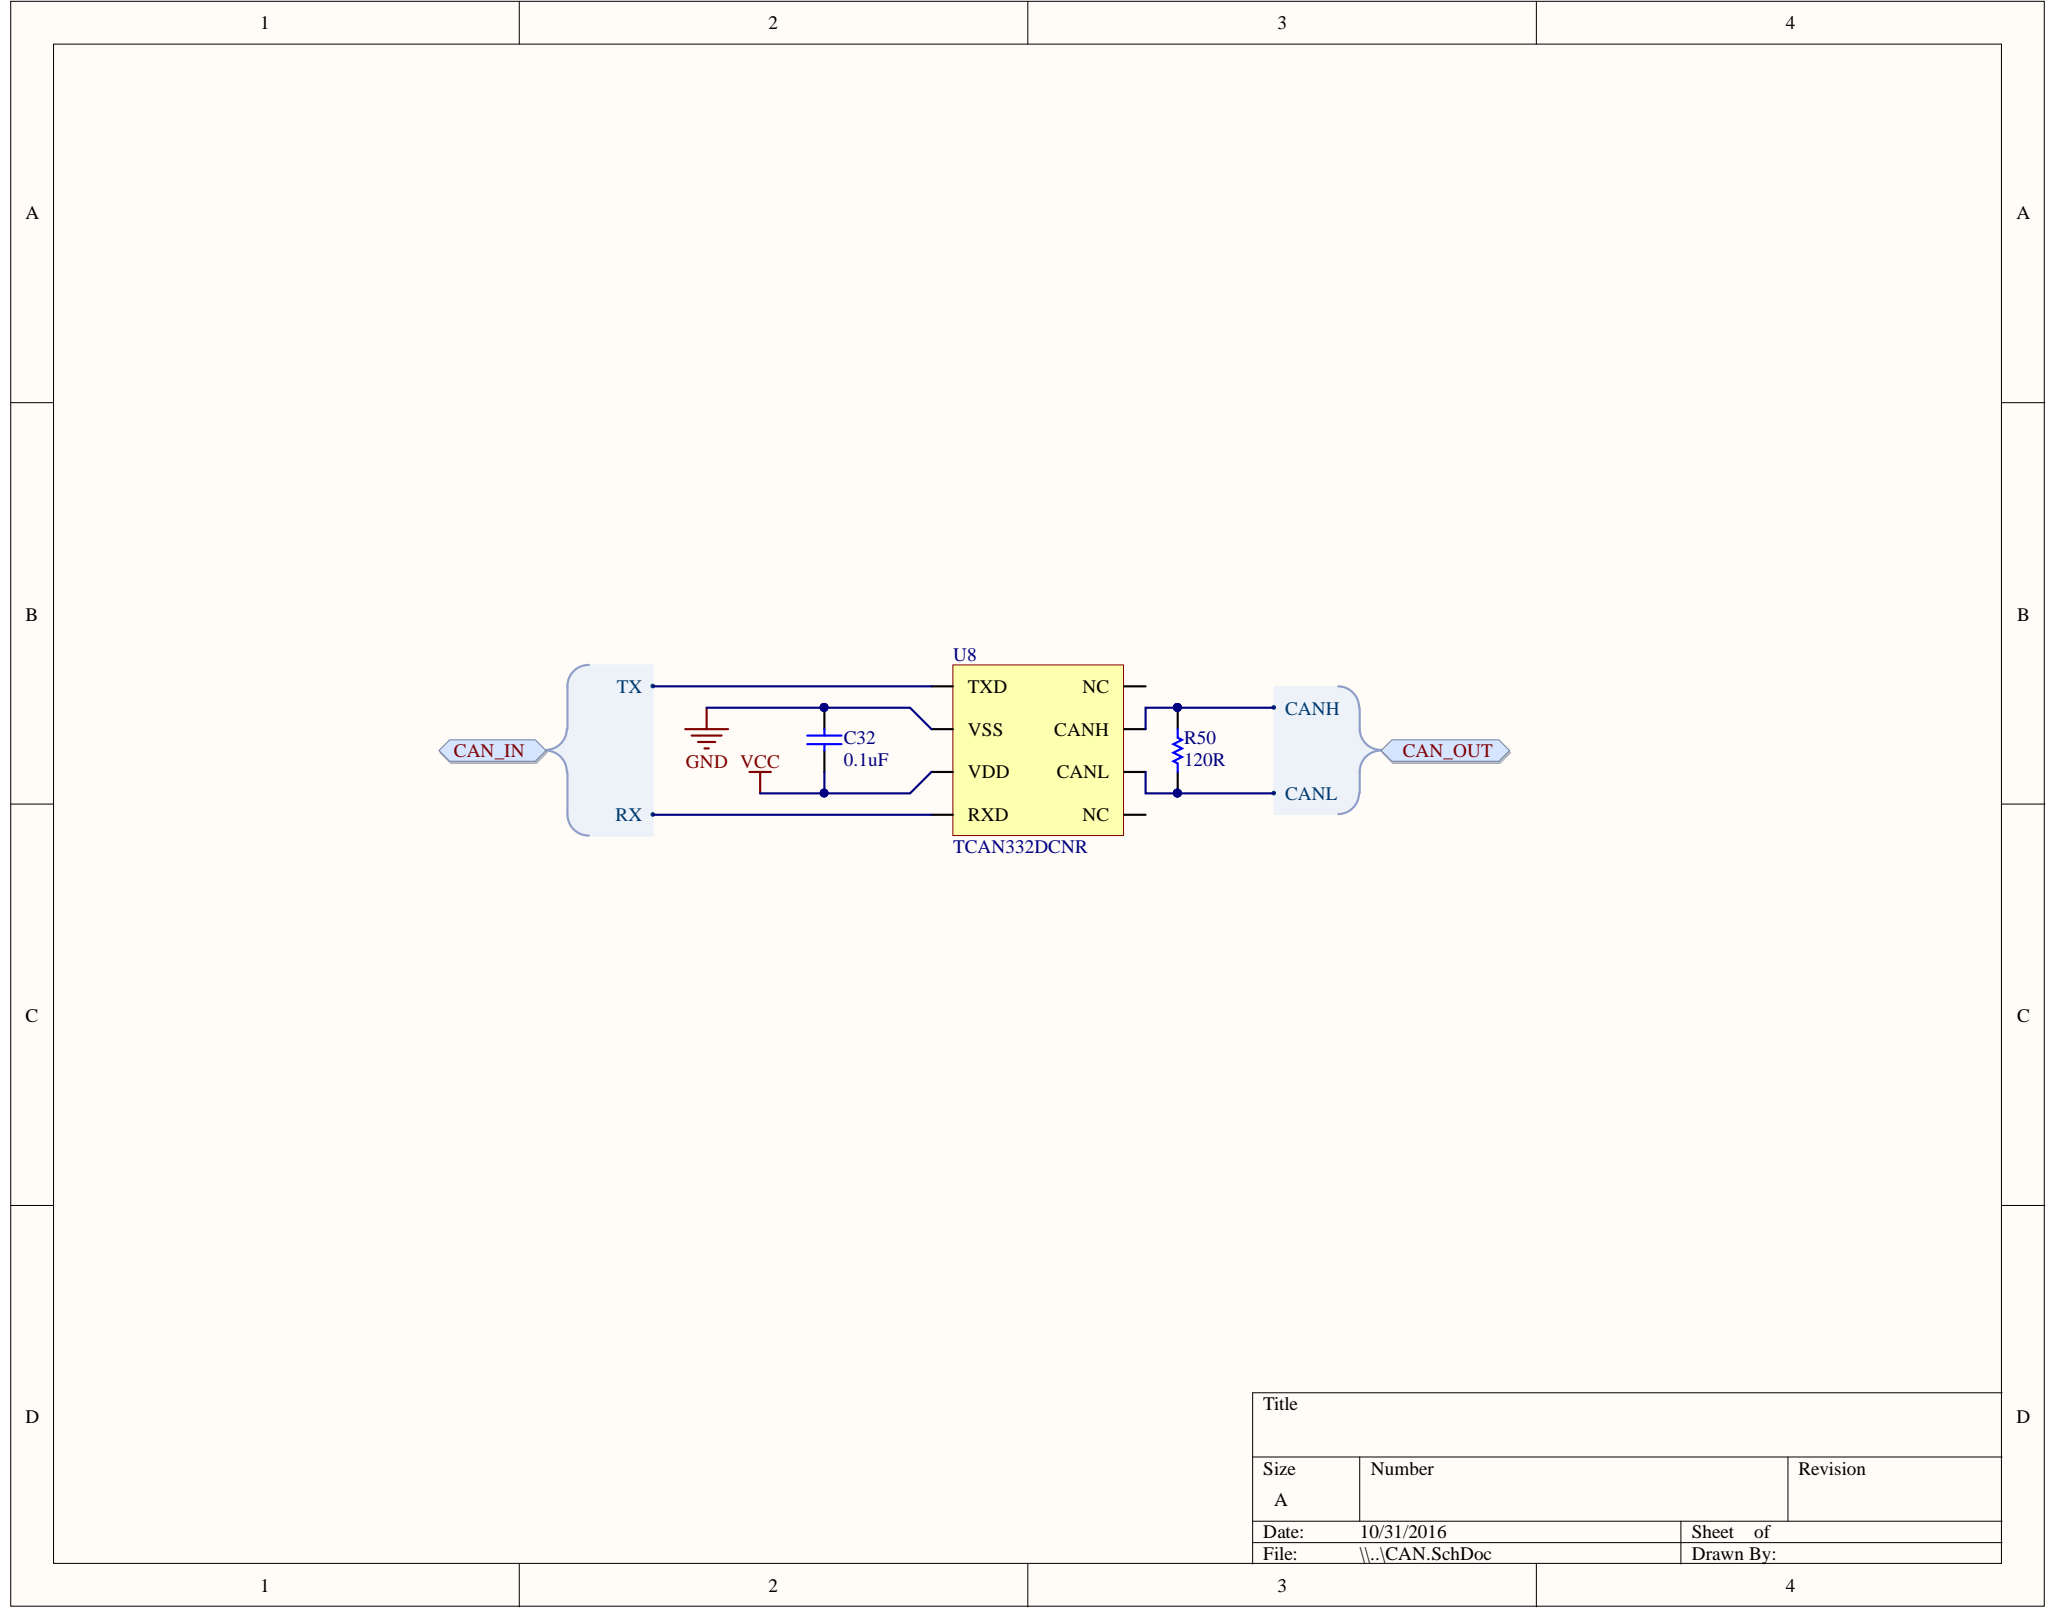 1 2 3 4
A A
B B
C C
D D
U8
TX TXD NC
VSS CANH CANH
C32 R50
CAN_IN CAN_OUT
0.1uF 120R
GND VCC
VDD CANL
CANL
RX RXD NC
TCAN332DCNR
Title
Size Number Revision
A
Date: 10/31/2016 Sheet of
File: \\..\CAN.SchDoc Drawn By:
1 2 3 4